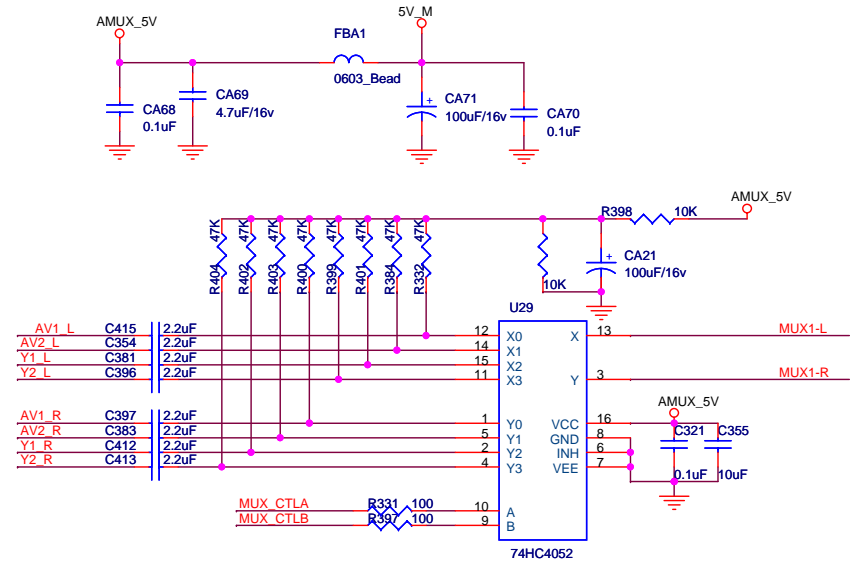 AMUX_5V
5V_M
FBA1
0603_Bead
CA68
0.1uF
CA69
4.7uF/16v
+
CA71
100uF/16v
CA70
0.1uF
47K
47K
47K
47K
47K
47K
47K
47K
R404
R402
R403
R400
R399
R401
R384
R332
R398
10K
AMUX_5V
10K
+
CA21
100uF/16v
U29
AV1_L
C415
2.2uF
12
X0
X
13
MUX1-L
AV2_L
C354
2.2uF
14
X1
Y1_L
C381
2.2uF
15
X2
Y2_L
C396
2.2uF
11
X3
Y
3
MUX1-R
AMUX_5V
AV1_R
C397
2.2uF
1
Y0
VCC
16
AV2_R
C383
2.2uF
5
Y1
GND
8
C321
C355
Y1_R
C412
2.2uF
2
Y2
INH
6
Y2_R
C413
2.2uF
4
Y3
VEE
7
0.1uF
10uF
MUX_CTLA
R331
100
10
A
MUX_CTLB
R397
100
9
B
74HC4052